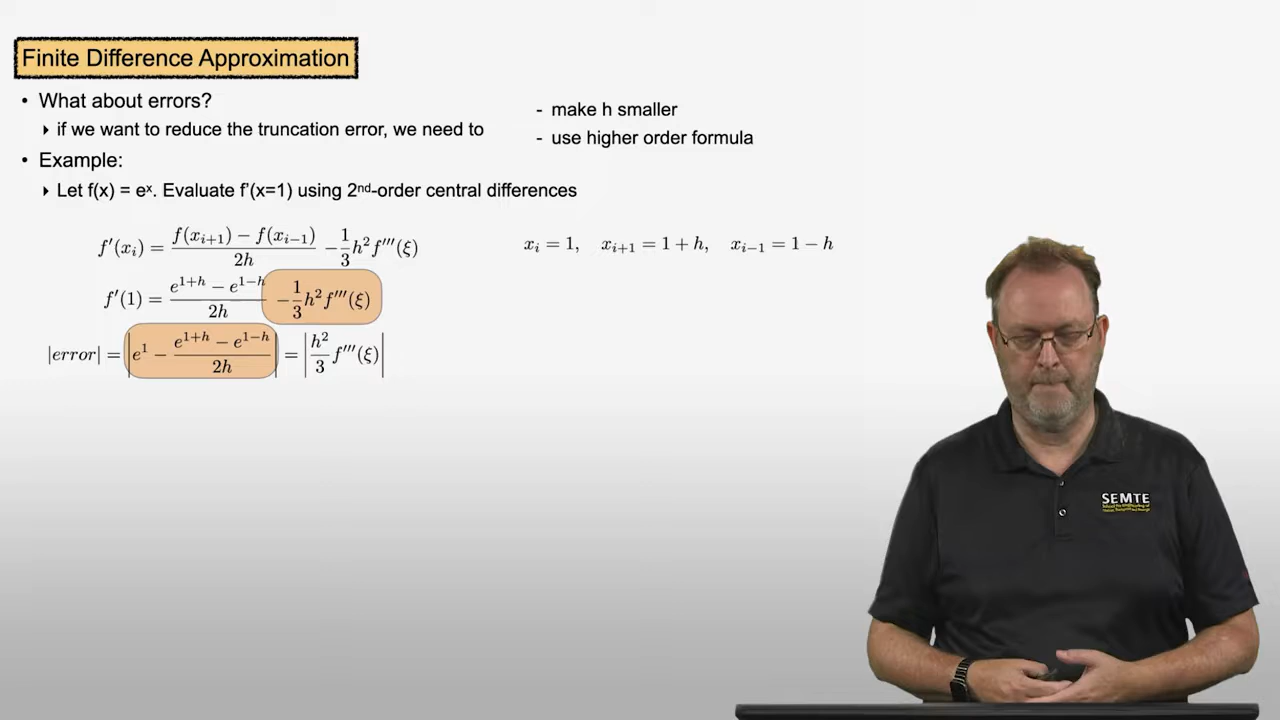 Finite Difference Approximation
• What about errors?
‣ if we want to reduce the truncation error, we need to
- make h smaller
- use higher order formula
• Example:
‣ Let f(x) = eˣ. Evaluate f'(x=1) using 2ⁿᵈ-order central differences
f′(xᵢ) = (f(xᵢ₊₁) − f(xᵢ₋₁))/(2h) − (1/3)h²f‴(ξ)
xᵢ = 1, xᵢ₊₁ = 1 + h, xᵢ₋₁ = 1 − h
f′(1) = (e¹⁺ʰ − e¹⁻ʰ)/(2h) − (1/3)h²f‴(ξ)
|error| = |e¹ − (e¹⁺ʰ − e¹⁻ʰ)/(2h)| = |(h²/3)f‴(ξ)|
SEMTE